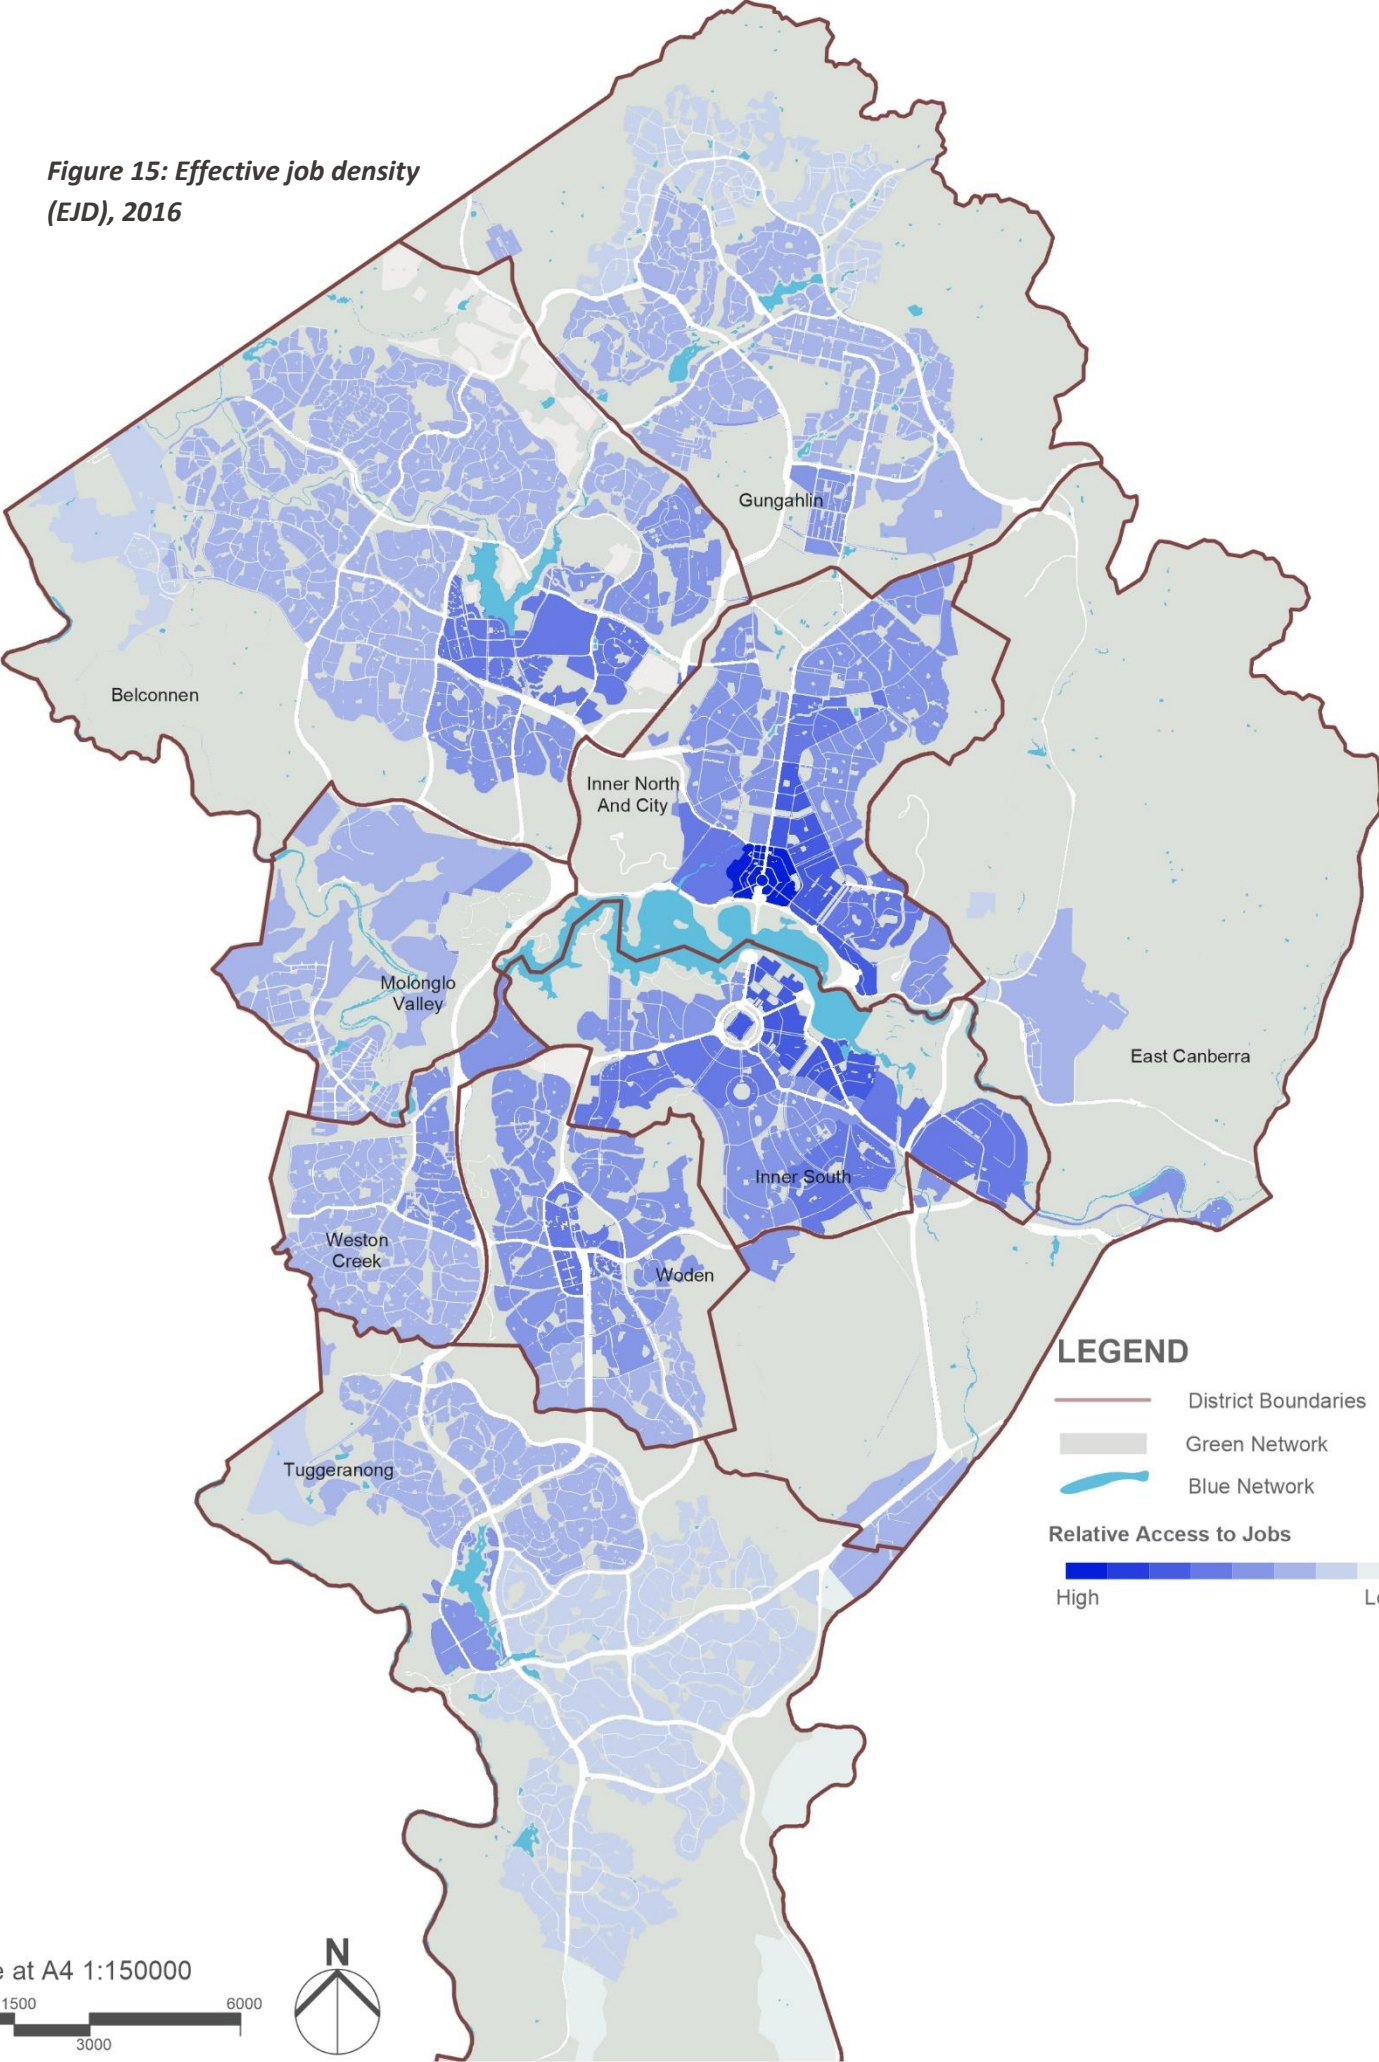 Figure 15: Effective job density
(EJD), 2016
Gungahlin
Belconnen
Inner North
And City
Molonglo
Valley
East Canberra
Inner South
Weston
Creek
Woden
Tuggeranong
LEGEND
District Boundaries
Green Network
Blue Network
Relative Access to Jobs
High
N
at A4 1:150000
1500
6000
3000